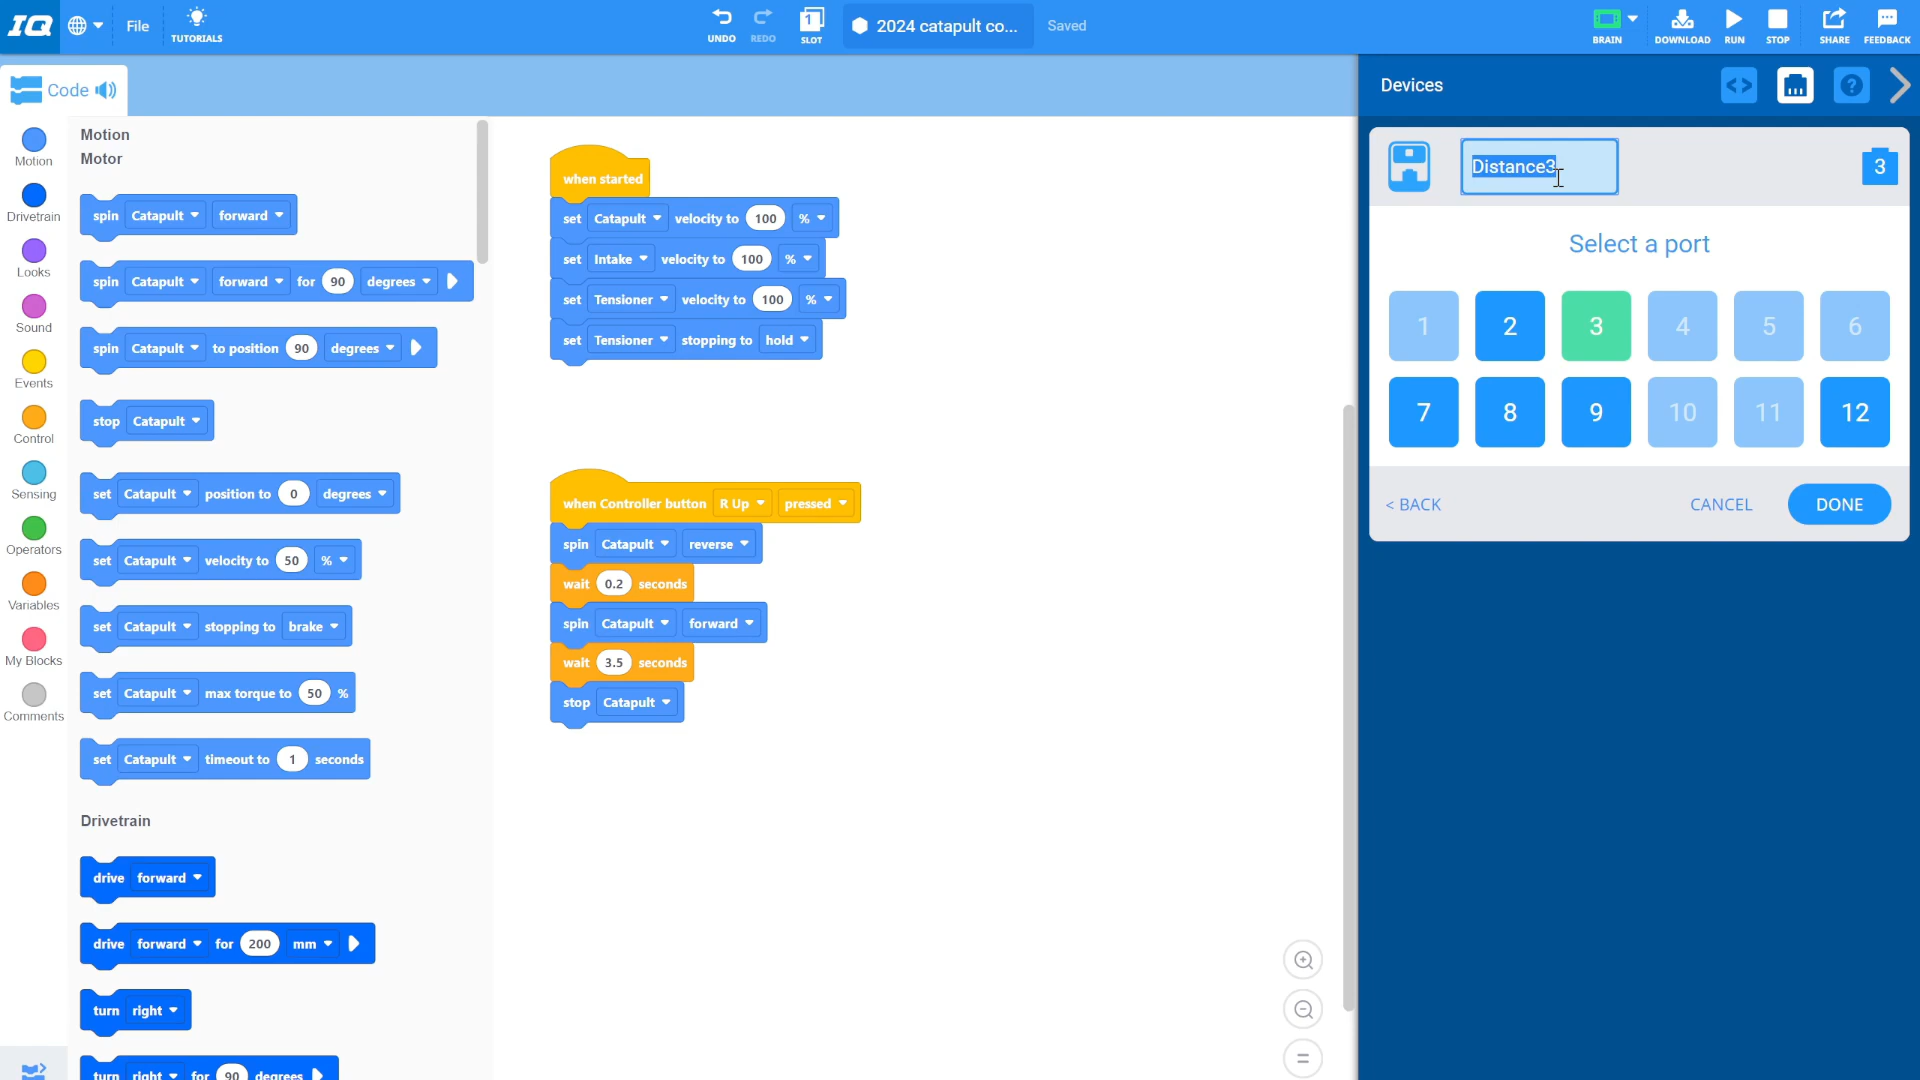 IQ
File
TUTORIALS
UNDO
REDO
1
SLOT
2024 catapult co...
Saved
BRAIN
DOWNLOAD
RUN
STOP
SHARE
FEEDBACK
Code
Devices
<>
?
Motion
Drivetrain
Looks
Sound
Events
Control
Sensing
Operators
Variables
My Blocks
Comments
Motion
Motor
spin Catapult forward
spin Catapult forward for 90 degrees
spin Catapult to position 90 degrees
stop Catapult
set Catapult position to 0 degrees
set Catapult velocity to 50 %
set Catapult stopping to brake
set Catapult max torque to 50 %
set Catapult timeout to 1 seconds
Drivetrain
drive forward
drive forward for 200 mm
turn right
turn right for 90 degrees
when started
set Catapult velocity to 100 %
set Intake velocity to 100 %
set Tensioner velocity to 100 %
set Tensioner stopping to hold
when Controller button R Up pressed
spin Catapult reverse
wait 0.2 seconds
spin Catapult forward
wait 3.5 seconds
stop Catapult
Distance3
3
Select a port
1 2 3 4 5 6
7 8 9 10 11 12
< BACK
CANCEL
DONE